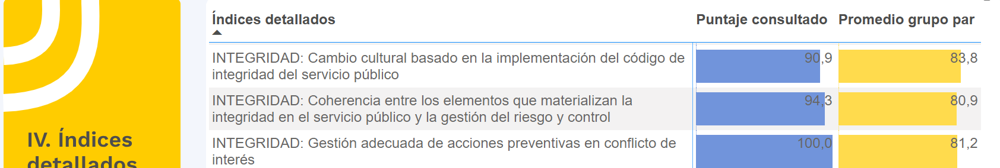 IV. Índices
detallados
Índices detallados Puntaje consultado Promedio grupo par
INTEGRIDAD: Cambio cultural basado en la implementación del código de
integridad del servicio público
90,9 83,8
INTEGRIDAD: Coherencia entre los elementos que materializan la
integridad en el servicio público y la gestión del riesgo y control
94,3 80,9
INTEGRIDAD: Gestión adecuada de acciones preventivas en conflicto de
interés
100,0 81,2